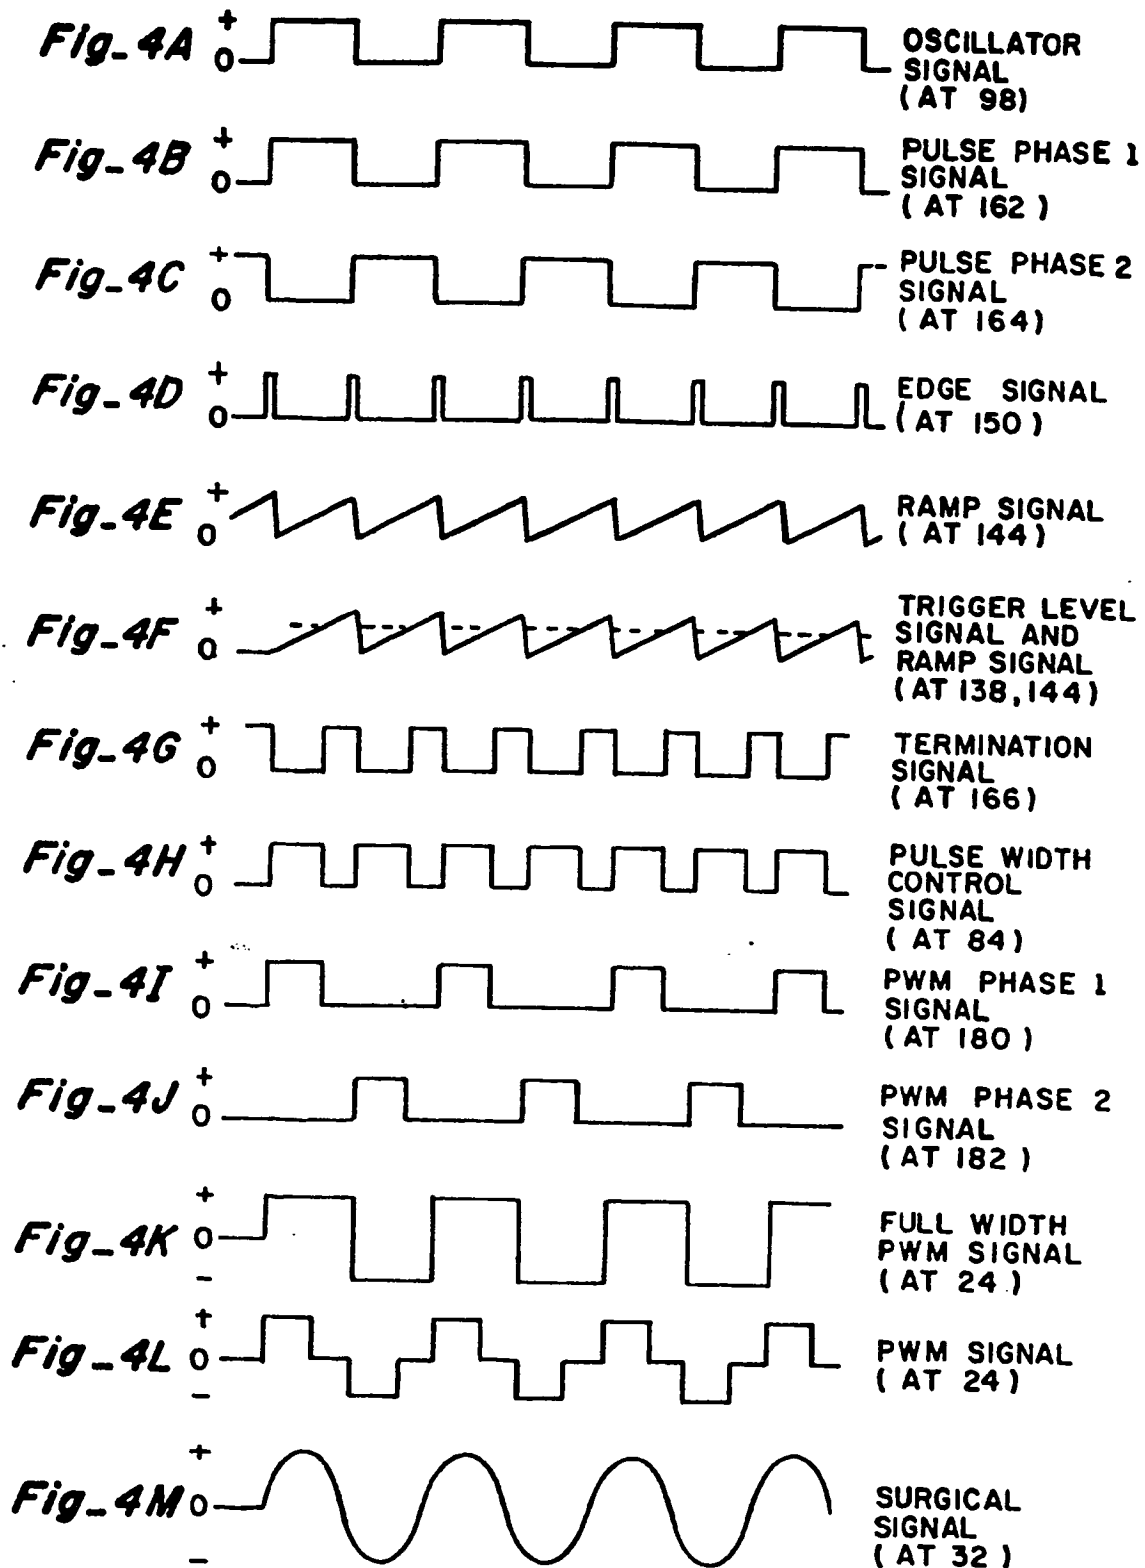 Fig_4A + 0 OSCILLATOR
SIGNAL
(AT 98)
Fig_4B + 0 PULSE PHASE 1
SIGNAL
(AT 162)
Fig_4C + 0 PULSE PHASE 2
SIGNAL
(AT 164)
Fig_4D + 0 EDGE SIGNAL
(AT 150)
Fig_4E + 0 RAMP SIGNAL
(AT 144)
Fig_4F + 0 TRIGGER LEVEL
SIGNAL AND
RAMP SIGNAL
(AT 138,144)
Fig_4G + 0 TERMINATION
SIGNAL
(AT 166)
Fig_4H + 0 PULSE WIDTH
CONTROL
SIGNAL
(AT 84)
Fig_4I + 0 PWM PHASE 1
SIGNAL
(AT 180)
Fig_4J + 0 PWM PHASE 2
SIGNAL
(AT 182)
Fig_4K + 0 - FULL WIDTH
PWM SIGNAL
(AT 24)
Fig_4L + 0 - PWM SIGNAL
(AT 24)
Fig_4M + 0 - SURGICAL
SIGNAL
(AT 32)